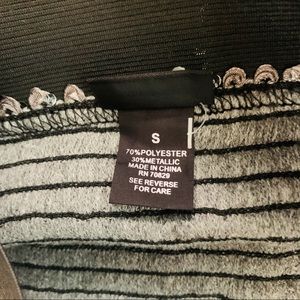 S
70%POLYESTER
30%METALLIC
MADE IN CHINA
RN 70829
SEE REVERSE
FOR CARE